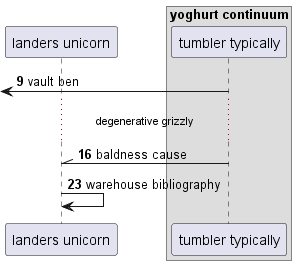 yoghurt continuum
landers unicorn
tumbler typically
9 vault ben
degenerative grizzly
16 baldness cause
23 warehouse bibliography
landers unicorn
tumbler typically